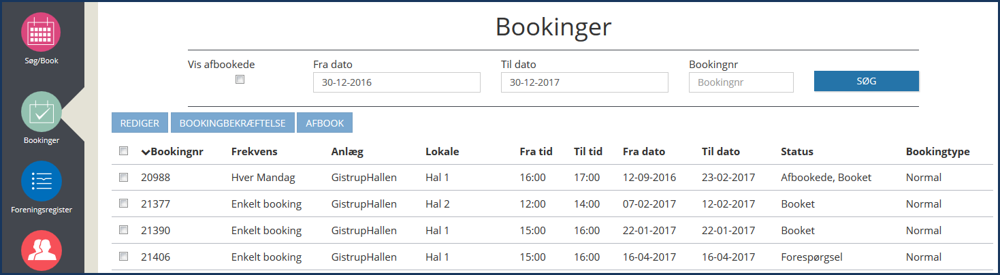 Søg/Book
Bookinger
Foreningsregister
Bookinger
Vis afbookede Fra dato Til dato Bookingnr
30-12-2016 30-12-2017 Bookingnr SØG
REDIGER BOOKINGBEKRÆFTELSE AFBOOK
Bookingnr Frekvens Anlæg Lokale Fra tid Til tid Fra dato Til dato Status Bookingtype
20988 Hver Mandag GistrupHallen Hal 1 16:00 17:00 12-09-2016 23-02-2017 Afbookede, Booket Normal
21377 Enkelt booking GistrupHallen Hal 2 12:00 14:00 07-02-2017 12-02-2017 Booket Normal
21390 Enkelt booking GistrupHallen Hal 1 15:00 16:00 22-01-2017 22-01-2017 Booket Normal
21406 Enkelt booking GistrupHallen Hal 1 15:00 16:00 16-04-2017 16-04-2017 Forespørgsel Normal